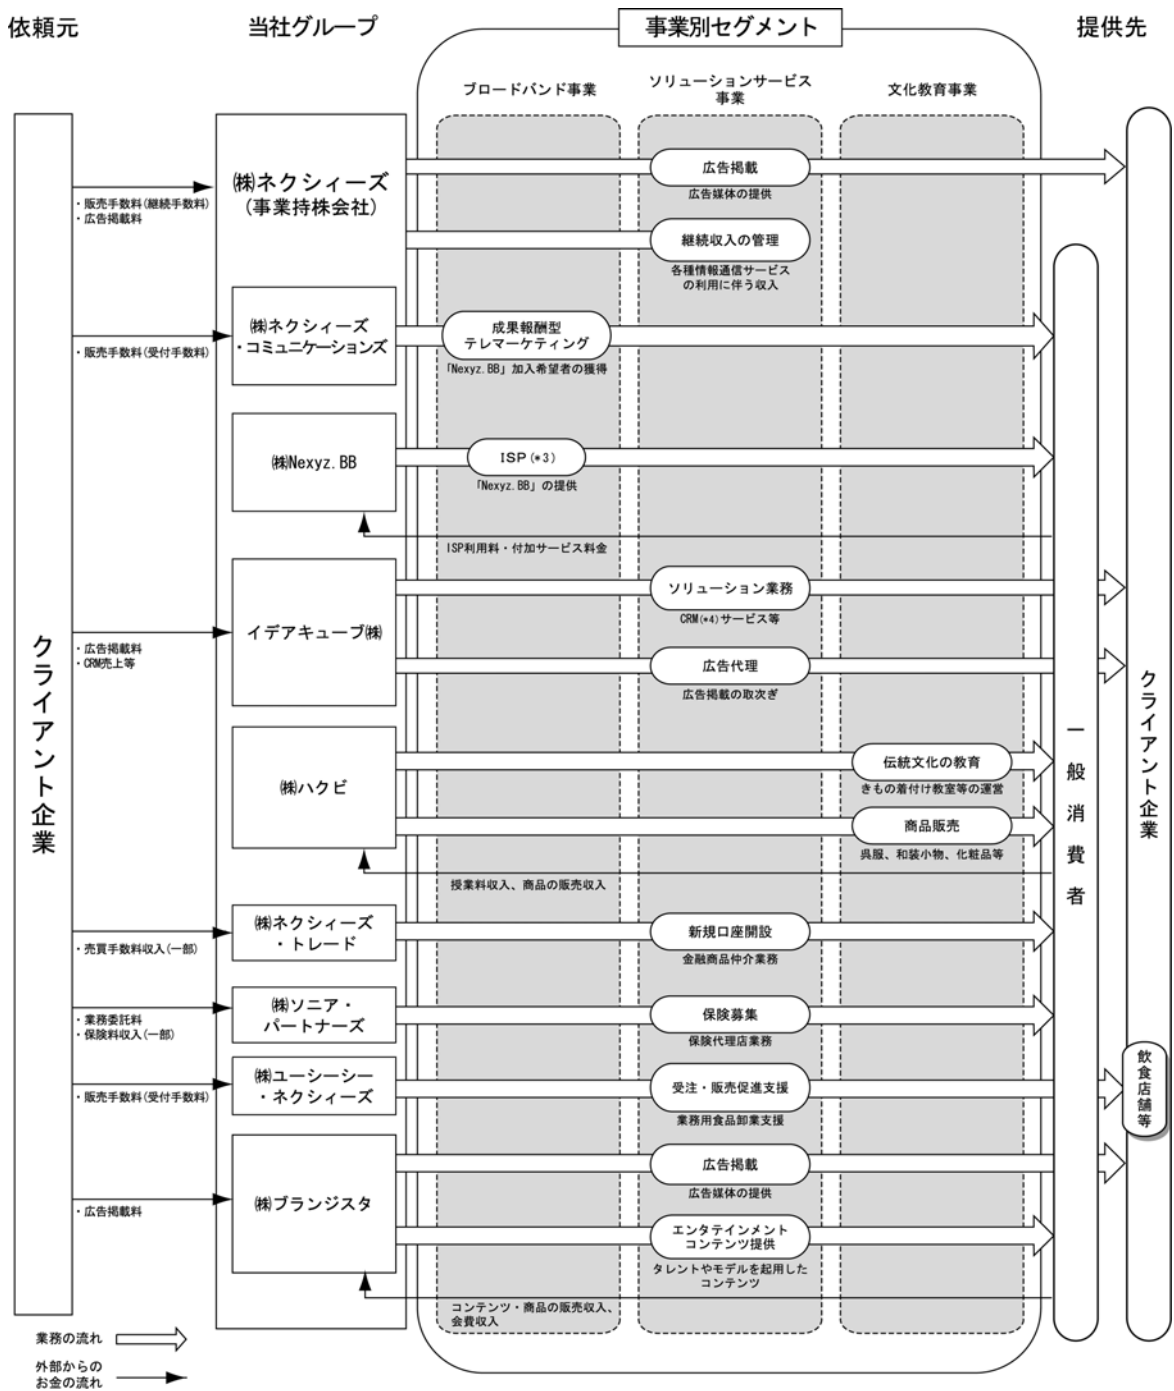 依頼元
当社グループ
事業別セグメント
提供先
ブロードバンド事業
ソリューションサービス
事業
文化教育事業
クライアント企業
・販売手数料(継続手数料)
・広告掲載料
㈱ネクシィーズ
(事業持株会社)
広告掲載
広告媒体の提供
継続収入の管理
各種情報通信サービス
の利用に伴う収入
・販売手数料(受付手数料)
㈱ネクシィーズ
・コミュニケーションズ
成果報酬型
テレマーケティング
「Nexyz.BB」加入希望者の獲得
㈱Nexyz.BB
ISP(*3)
「Nexyz.BB」の提供
ISP利用料・付加サービス料金
・広告掲載料
・CRM売上等
イデアキューブ㈱
ソリューション業務
CRM(*4)サービス等
広告代理
広告掲載の取次ぎ
㈱ハクビ
伝統文化の教育
きもの着付け教室等の運営
商品販売
呉服、和装小物、化粧品等
授業料収入、商品の販売収入
・売買手数料収入(一部)
㈱ネクシィーズ
・トレード
新規口座開設
金融商品仲介業務
・業務委託料
・保険料収入(一部)
㈱ソニア・
パートナーズ
保険募集
保険代理店業務
・販売手数料(受付手数料)
㈱ユーシーシー
・ネクシィーズ
受注・販売促進支援
業務用食品卸業支援
・広告掲載料
㈱ブランジスタ
広告掲載
広告媒体の提供
エンタテインメント
コンテンツ提供
タレントやモデルを起用した
コンテンツ
コンテンツ・商品の販売収入、
会費収入
一般消費者
クライアント企業
飲食店舗等
業務の流れ
外部からの
お金の流れ